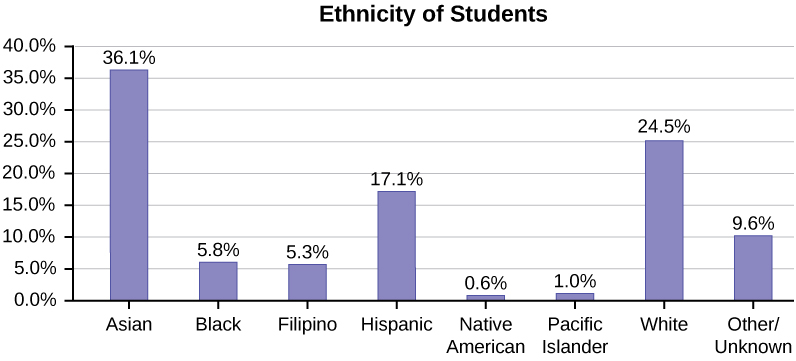 Ethnicity of Students
40.0%
35.0%
30.0%
25.0%
20.0%
15.0%
10.0%
5.0%
0.0%
36.1%
5.8%
5.3%
17.1%
0.6%
1.0%
24.5%
9.6%
Asian
Black
Filipino
Hispanic
Native
American
Pacific
Islander
White
Other/
Unknown